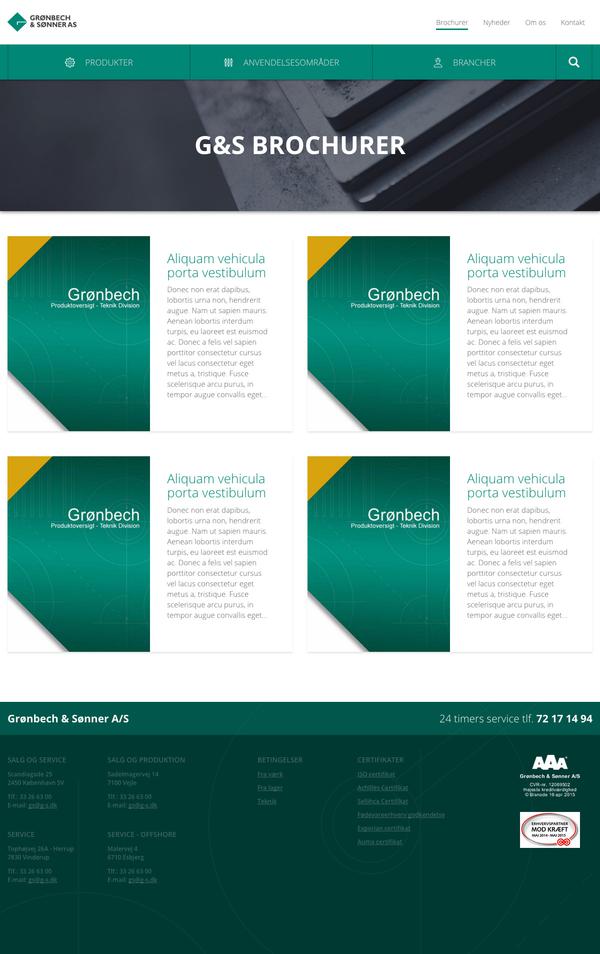 GRØNBECH
& SØNNER AS
Brochurer
Nyheder
Om os
Kontakt
PRODUKTER
ANVENDELSESOMRÅDER
BRANCHER
G&S BROCHURER
Grønbech
Produktoversigt - Teknik Division
Aliquam vehicula
porta vestibulum
Donec non erat dapibus,
lobortis urna non, hendrerit
augue. Nam ut sapien mauris.
Aenean lobortis interdum
turpis, eu laoreet est euismod
ac. Donec a felis vel sapien
porttitor consectetur cursus
vel lacus consectetur eget
metus a, tristique. Fusce
scelerisque arcu purus, in
tempor augue convallis eget...
Grønbech
Produktoversigt - Teknik Division
Aliquam vehicula
porta vestibulum
Donec non erat dapibus,
lobortis urna non, hendrerit
augue. Nam ut sapien mauris.
Aenean lobortis interdum
turpis, eu laoreet est euismod
ac. Donec a felis vel sapien
porttitor consectetur cursus
vel lacus consectetur eget
metus a, tristique. Fusce
scelerisque arcu purus, in
tempor augue convallis eget...
Grønbech
Produktoversigt - Teknik Division
Aliquam vehicula
porta vestibulum
Donec non erat dapibus,
lobortis urna non, hendrerit
augue. Nam ut sapien mauris.
Aenean lobortis interdum
turpis, eu laoreet est euismod
ac. Donec a felis vel sapien
porttitor consectetur cursus
vel lacus consectetur eget
metus a, tristique. Fusce
scelerisque arcu purus, in
tempor augue convallis eget...
Grønbech
Produktoversigt - Teknik Division
Aliquam vehicula
porta vestibulum
Donec non erat dapibus,
lobortis urna non, hendrerit
augue. Nam ut sapien mauris.
Aenean lobortis interdum
turpis, eu laoreet est euismod
ac. Donec a felis vel sapien
porttitor consectetur cursus
vel lacus consectetur eget
metus a, tristique. Fusce
scelerisque arcu purus, in
tempor augue convallis eget...
Grønbech & Sønner A/S
24 timers service tlf. 72 17 14 94
SALG OG SERVICE
Scandiagade 25
2450 København SV
Tlf.: 33 26 63 00
E-mail: gs@g-s.dk
SALG OG PRODUKTION
Sadelmagervej 14
7100 Vejle
Tlf.: 33 26 63 00
E-mail: gs@g-s.dk
SERVICE
Tophøjvej 26A - Herrup
7830 Vinderup
Tlf.: 33 26 63 00
E-mail: gs@g-s.dk
SERVICE - OFFSHORE
Malervej 4
6710 Esbjerg
Tlf.: 33 26 63 00
E-mail: gs@g-s.dk
BETINGELSER
Fra værk
Fra lager
Teknik
CERTIFIKATER
ISO certifikat
Achilles Certifikat
Sellihca Certifikat
Fødevareerhverv godkendelse
Experian certifikat
Auma certifikat
AAA
Grønbech & Sønner A/S
CVR-nr. 12089502
Højeste kreditværdighed
© Bisnode 16 apr 2015
ERHVERVSPARTNER
MOD KRÆFT
MAJ 2014 - MAJ 2015